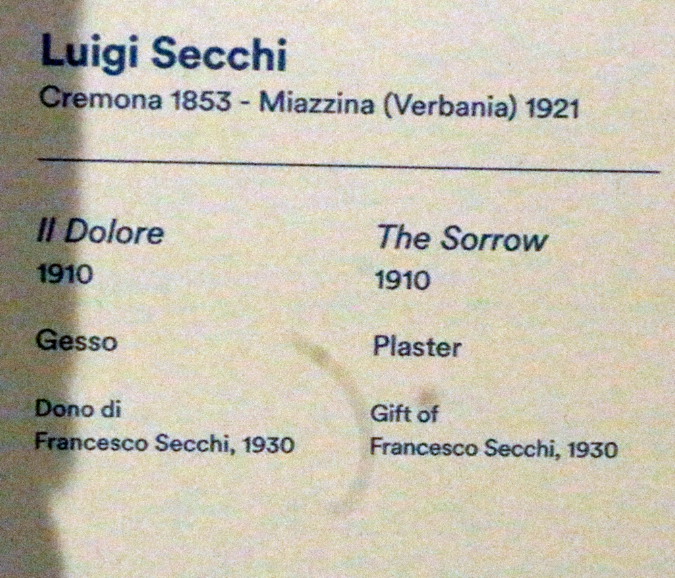 Luigi Secchi
Cremona 1853 - Miazzina (Verbania) 1921
Il Dolore
1910
Gesso
Dono di
Francesco Secchi, 1930
The Sorrow
1910
Plaster
Gift of
Francesco Secchi, 1930